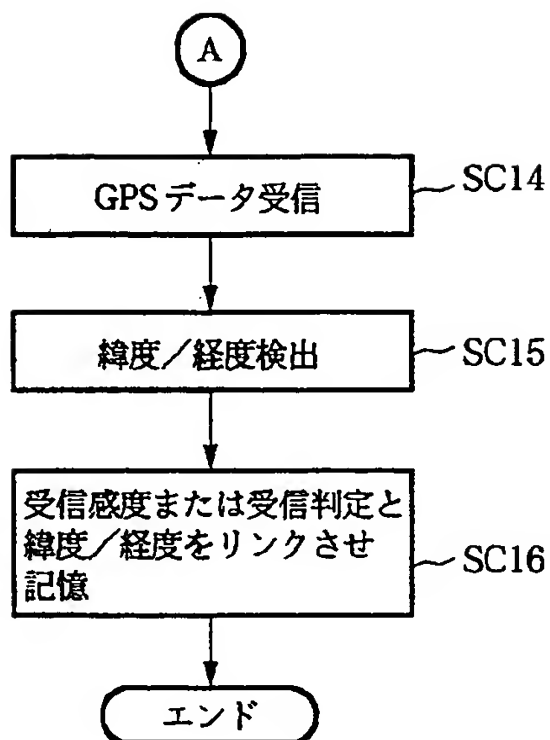 A
GPSデータ受信
SC14
緯度／経度検出
SC15
受信感度または受信判定と
緯度／経度をリンクさせ
記憶
SC16
エンド